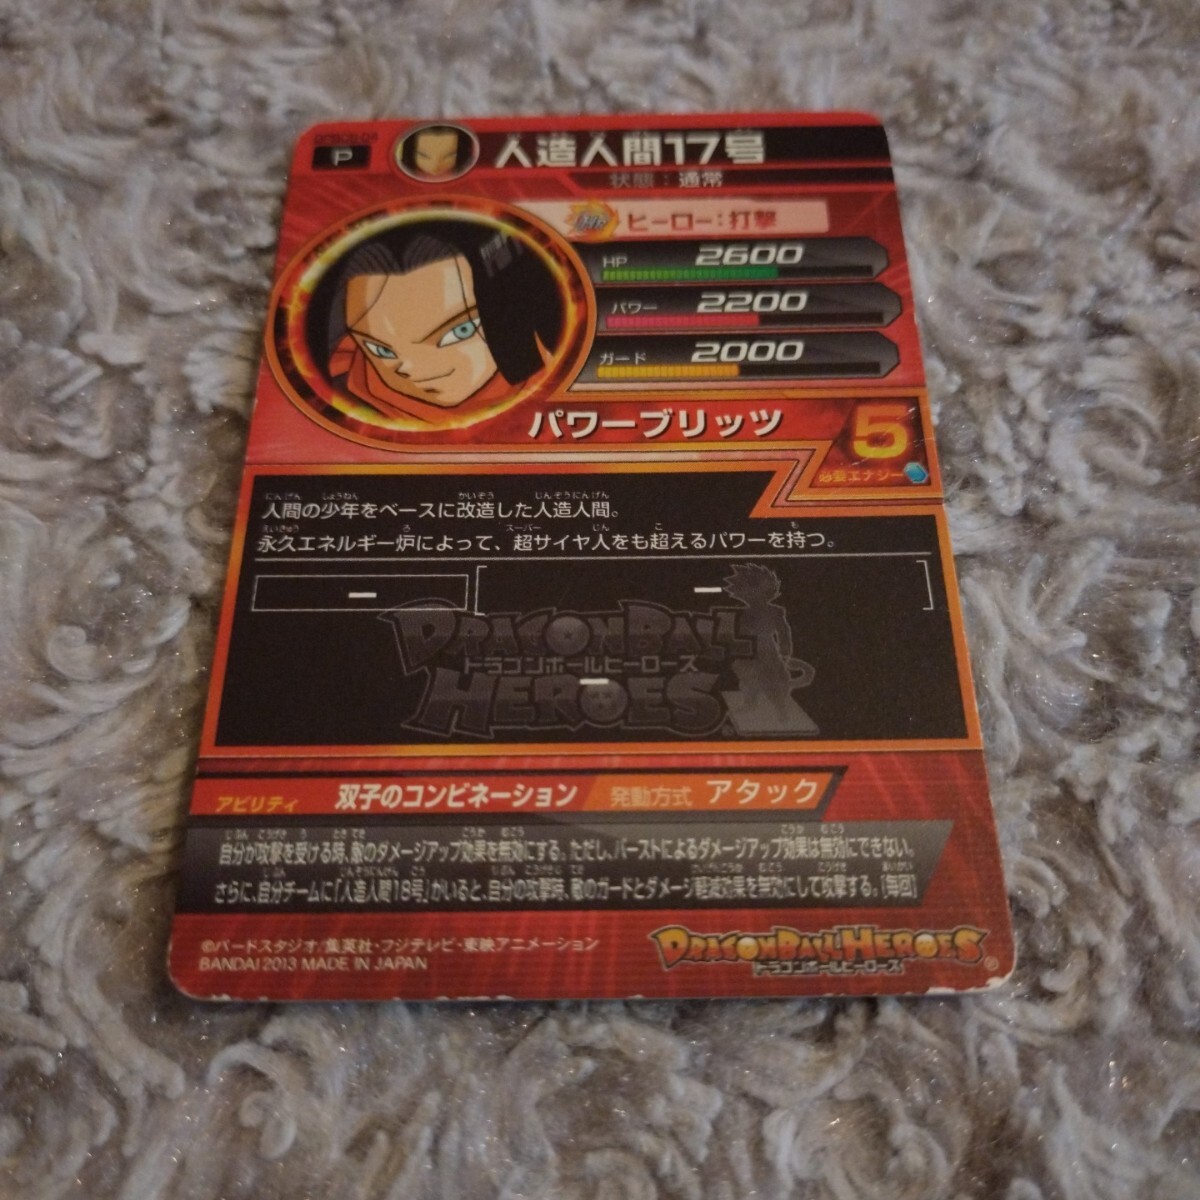 P
人造人間17号
状態：通常
ヒーロー：打撃
HP 2600
パワー 2200
ガード 2000
パワーブリッツ
5
必要エナジー
人間の少年をベースに改造した人造人間。
永久エネルギー炉によって、超サイヤ人をも超えるパワーを持つ。
ー
ー
DRAGONBALL
ドラゴンボールヒーローズ
HEROES
ー
アビリティ 双子のコンビネーション 発動方式 アタック
自分が攻撃を受ける時、敵のダメージアップ効果を無効にする。ただし、バーストによるダメージアップ効果は無効にできない。
さらに、自分チームに「人造人間18号」がいると、自分の攻撃時、敵のガードとダメージ軽減効果を無効にして攻撃する。［毎回］
©バードスタジオ/集英社・フジテレビ・東映アニメーション
BANDAI 2013 MADE IN JAPAN
DRAGONBALL HEROES
ドラゴンボールヒーローズ